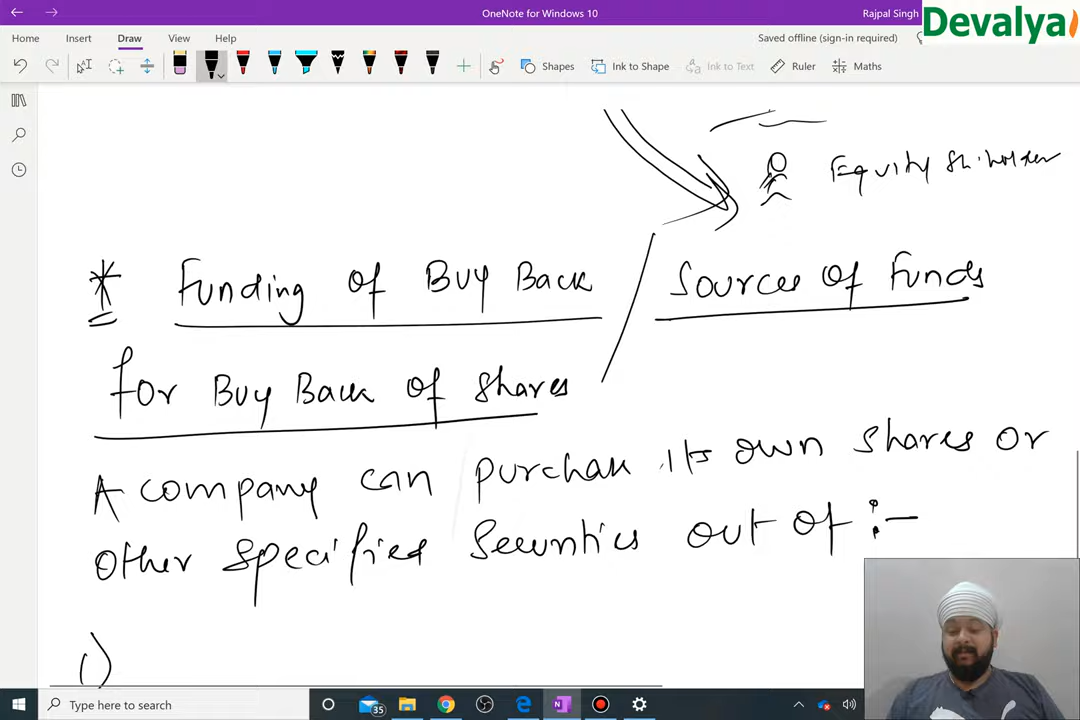 OneNote for Windows 10
Rajpal Singh
Devalya
Home Insert Draw View Help
Saved offline (sign-in required)
Shapes Ink to Shape Ink to Text Ruler Maths
Equity
* Funding of Buy Back / Sources of Funds
for Buy Back of Shares
A company can purchase its own shares or
other specified securities out of :-
1)
Type here to search
35